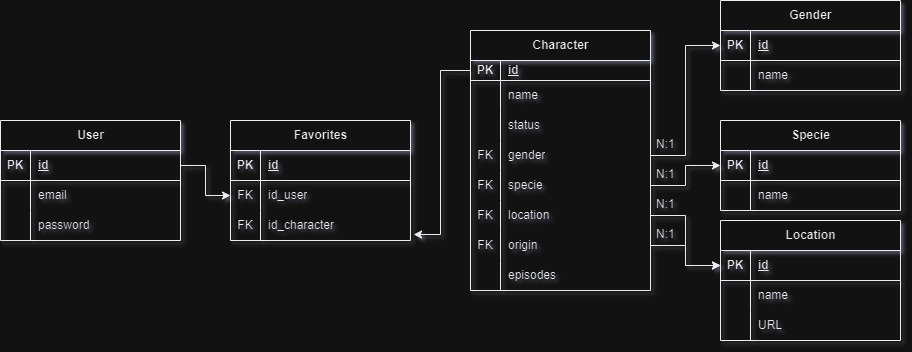 User
PK id
email
password
Favorites
PK id
FK id_user
FK id_character
Character
PK id
name
status
FK gender
FK specie
FK location
FK origin
episodes
N:1
N:1
N:1
N:1
Gender
PK id
name
Specie
PK id
name
Location
PK id
name
URL